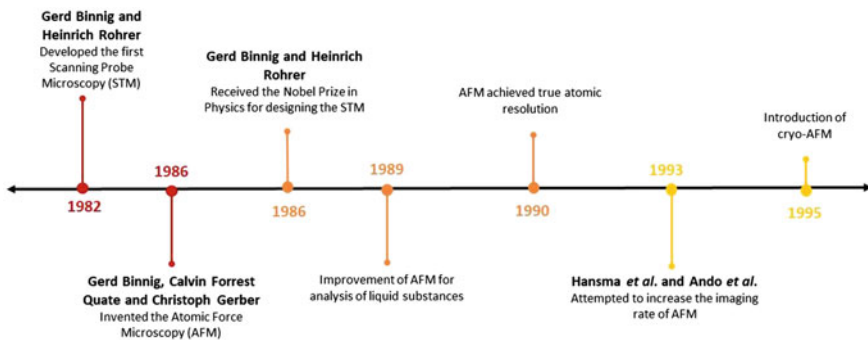 Gerd Binnig and
Heinrich Rohrer
Developed the first
Scanning Probe
Microscopy (STM)
1982
1986
Gerd Binnig, Calvin Forrest
Quate and Christoph Gerber
Invented the Atomic Force
Microscopy (AFM)
Gerd Binnig and Heinrich
Rohrer
Received the Nobel Prize in
Physics for designing the STM
1986
1989
Improvement of AFM for
analysis of liquid substances
AFM achieved true atomic
resolution
1990
1993
Hansma et al. and Ando et al.
Attempted to increase the imaging
rate of AFM
Introduction of
cryo-AFM
1995